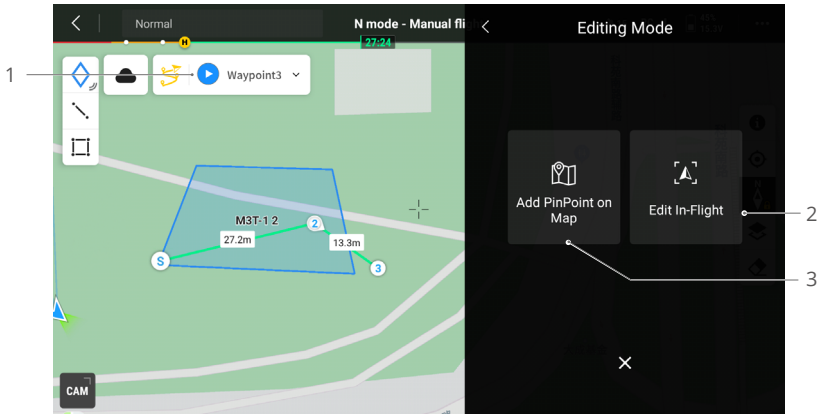 Normal
N mode - Manual fli
Editing Mode
H
27:24
1
Waypoint3
Add PinPoint on
Map
Edit In-Flight
M3T-1 2
2
27.2m
13.3m
S
3
2
3
CAM